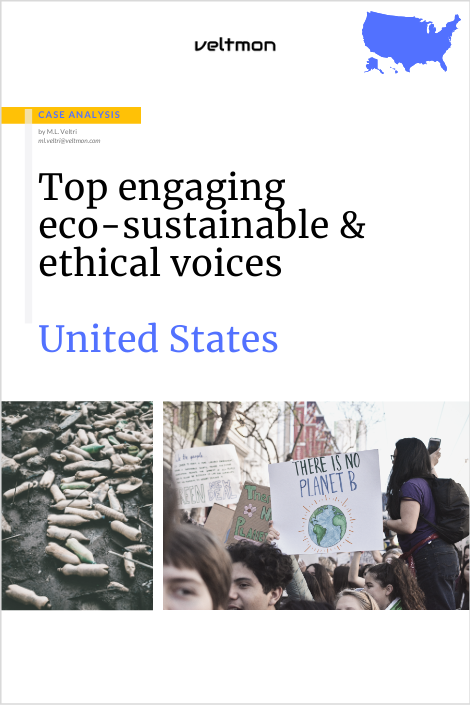 veltmon
CASE ANALYSIS
by M.L. Veltri
ml.veltri@veltmon.com
Top engaging
eco-sustainable &
ethical voices
United States
THERE IS NO
PLANET B